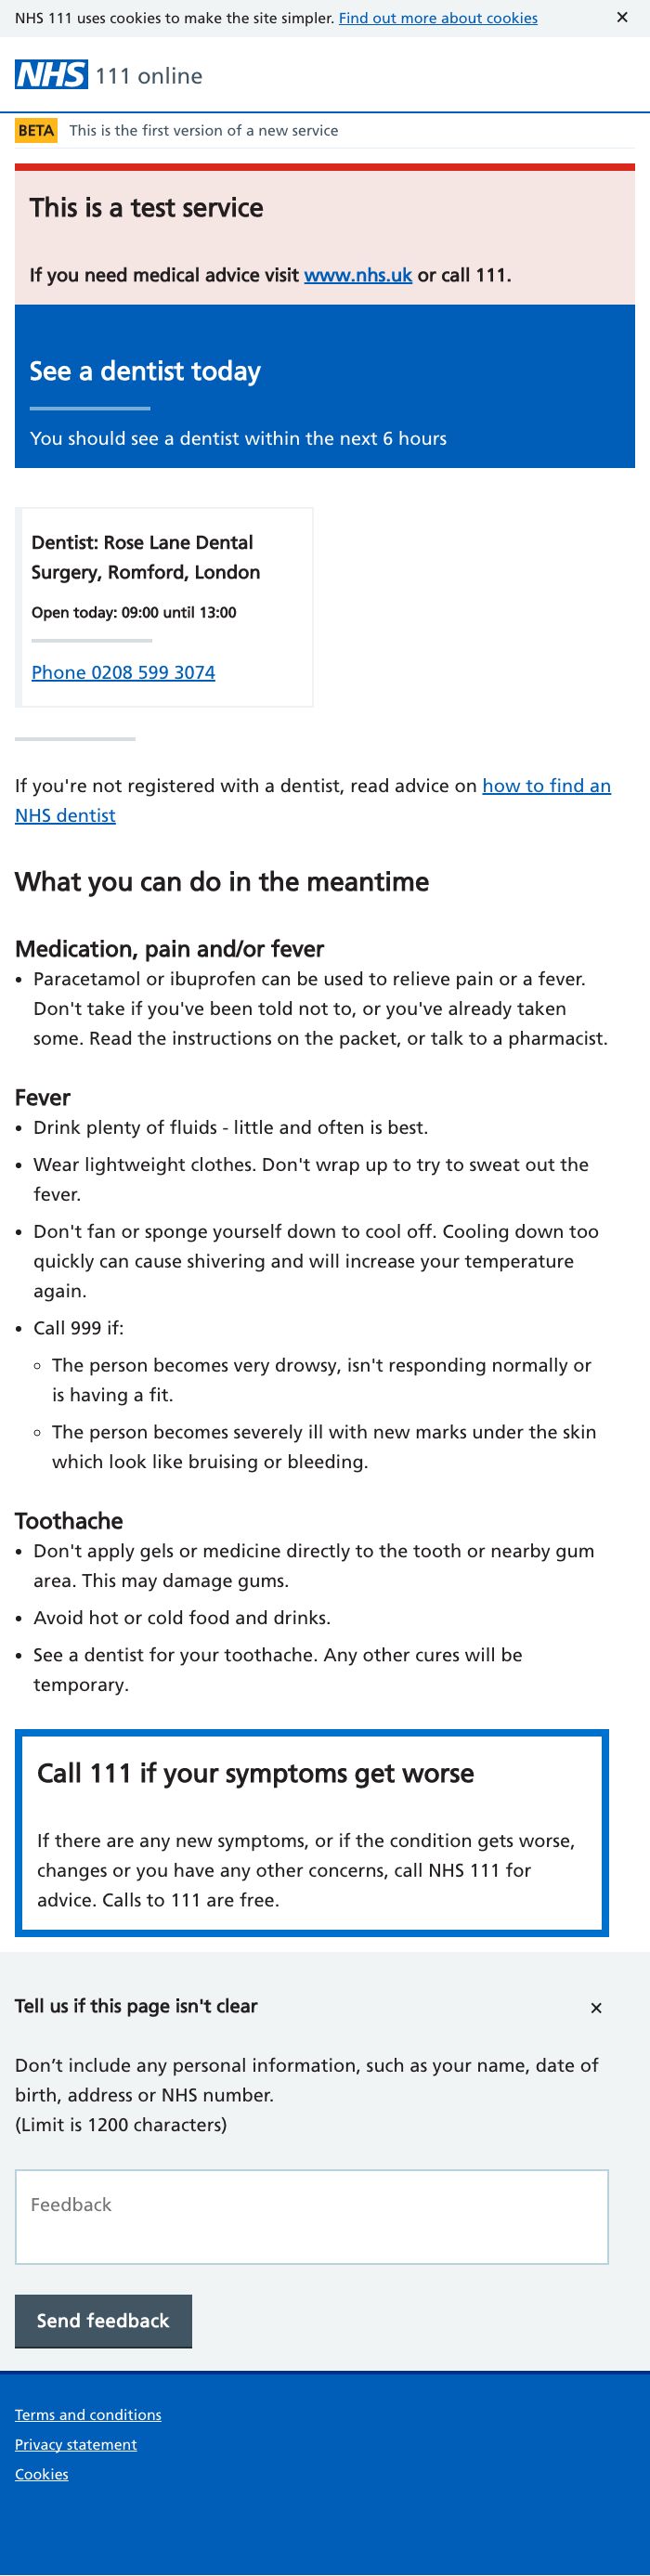 NHS 111 uses cookies to make the site simpler. Find out more about cookies ✕
NHS 111 online
BETA This is the first version of a new service
This is a test service
If you need medical advice visit www.nhs.uk or call 111.
See a dentist today
You should see a dentist within the next 6 hours
Dentist: Rose Lane Dental
Surgery, Romford, London
Open today: 09:00 until 13:00
Phone 0208 599 3074
If you're not registered with a dentist, read advice on how to find an
NHS dentist
What you can do in the meantime
Medication, pain and/or fever
• Paracetamol or ibuprofen can be used to relieve pain or a fever.
Don't take if you've been told not to, or you've already taken
some. Read the instructions on the packet, or talk to a pharmacist.
Fever
• Drink plenty of fluids - little and often is best.
• Wear lightweight clothes. Don't wrap up to try to sweat out the
fever.
• Don't fan or sponge yourself down to cool off. Cooling down too
quickly can cause shivering and will increase your temperature
again.
• Call 999 if:
◦ The person becomes very drowsy, isn't responding normally or
is having a fit.
◦ The person becomes severely ill with new marks under the skin
which look like bruising or bleeding.
Toothache
• Don't apply gels or medicine directly to the tooth or nearby gum
area. This may damage gums.
• Avoid hot or cold food and drinks.
• See a dentist for your toothache. Any other cures will be
temporary.
Call 111 if your symptoms get worse
If there are any new symptoms, or if the condition gets worse,
changes or you have any other concerns, call NHS 111 for
advice. Calls to 111 are free.
Tell us if this page isn't clear ✕
Don’t include any personal information, such as your name, date of
birth, address or NHS number.
(Limit is 1200 characters)
Feedback
Send feedback
Terms and conditions
Privacy statement
Cookies